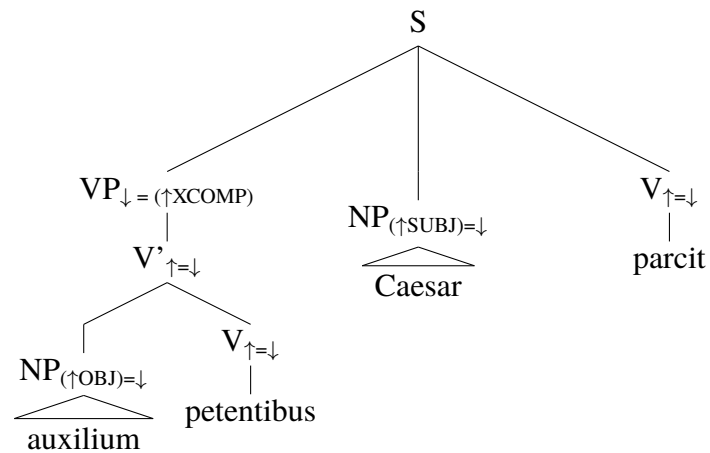 S
VP↓ = (↑XCOMP)
NP(↑SUBJ)=↓
V↑=↓
V’↑=↓
parcit
Caesar
NP(↑OBJ)=↓
V↑=↓
auxilium
petentibus